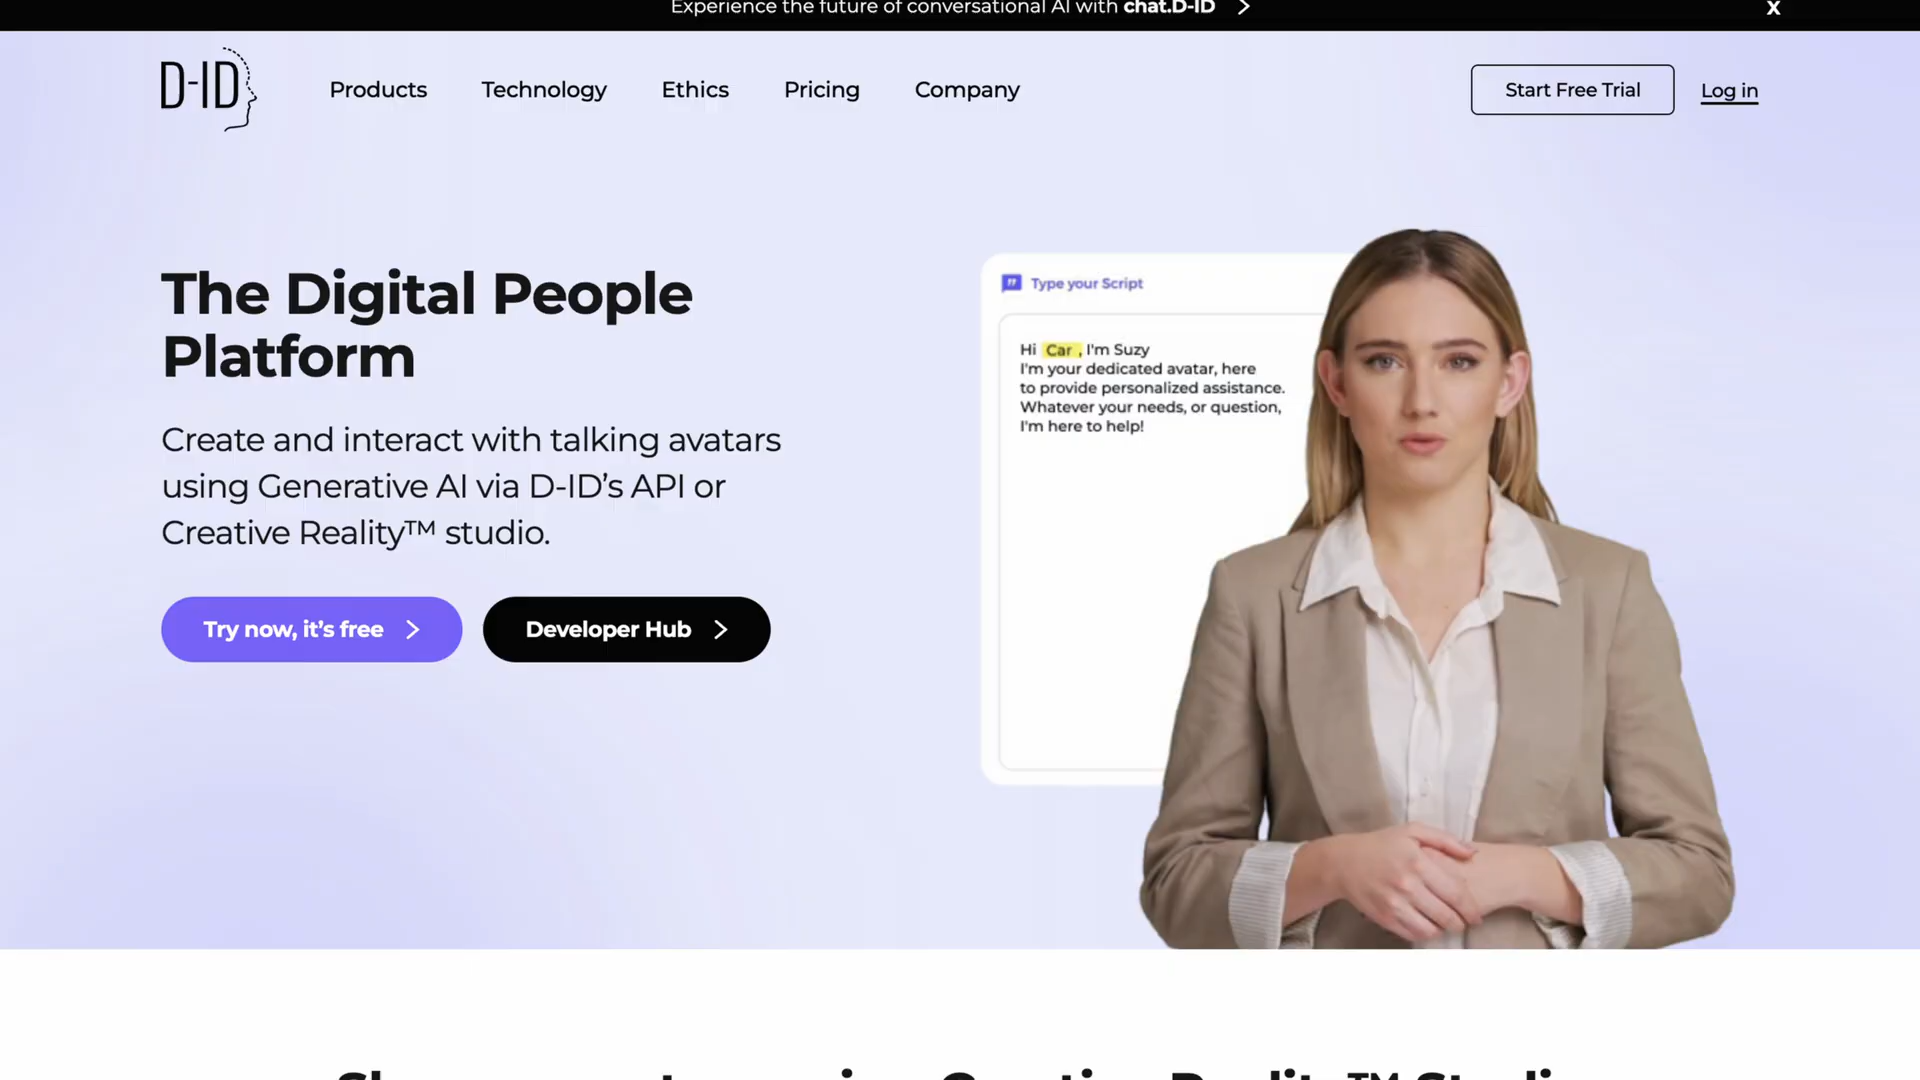 Experience the future of conversational AI with chat.D-ID
X
D-ID
Products
Technology
Ethics
Pricing
Company
Start Free Trial
Log in
The Digital People
Platform
Create and interact with talking avatars
using Generative AI via D-ID’s API or
Creative Reality™ studio.
Try now, it’s free
Developer Hub
Type your Script
Hi Car , I'm Suzy
I'm your dedicated avatar, here
to provide personalized assistance.
Whatever your needs, or question,
I'm here to help!